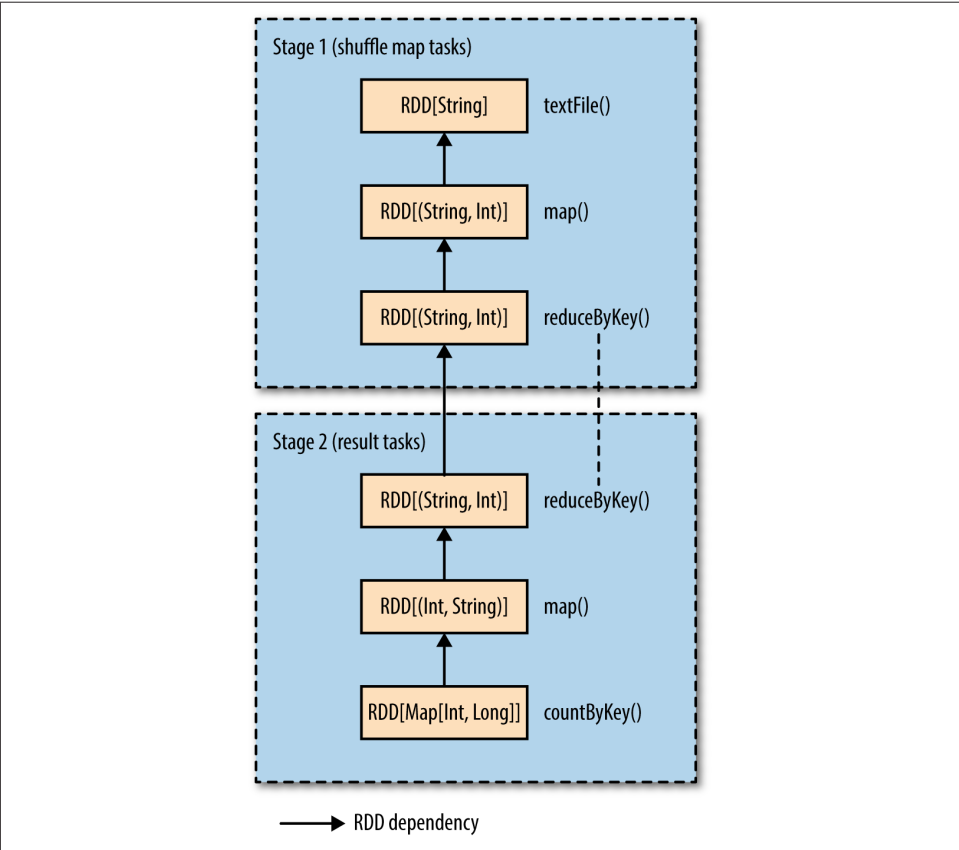 Stage 1 (shuffle map tasks)
RDD[String] textFile()
RDD[(String, Int)] map()
RDD[(String, Int)] reduceByKey()
Stage 2 (result tasks)
RDD[(String, Int)] reduceByKey()
RDD[(Int, String)] map()
RDD[Map[Int, Long]] countByKey()
RDD dependency